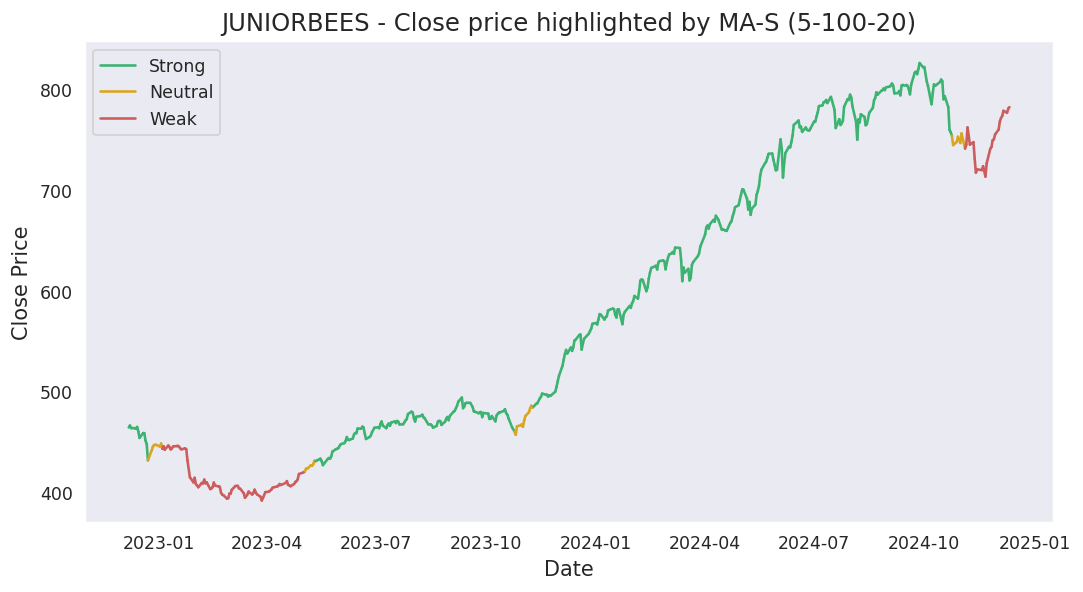 JUNIORBEES - Close price highlighted by MA-S (5-100-20)
Strong
Neutral
Weak
Close Price
800
700
600
500
400
2023-01 2023-04 2023-07 2023-10 2024-01 2024-04 2024-07 2024-10 2025-01
Date